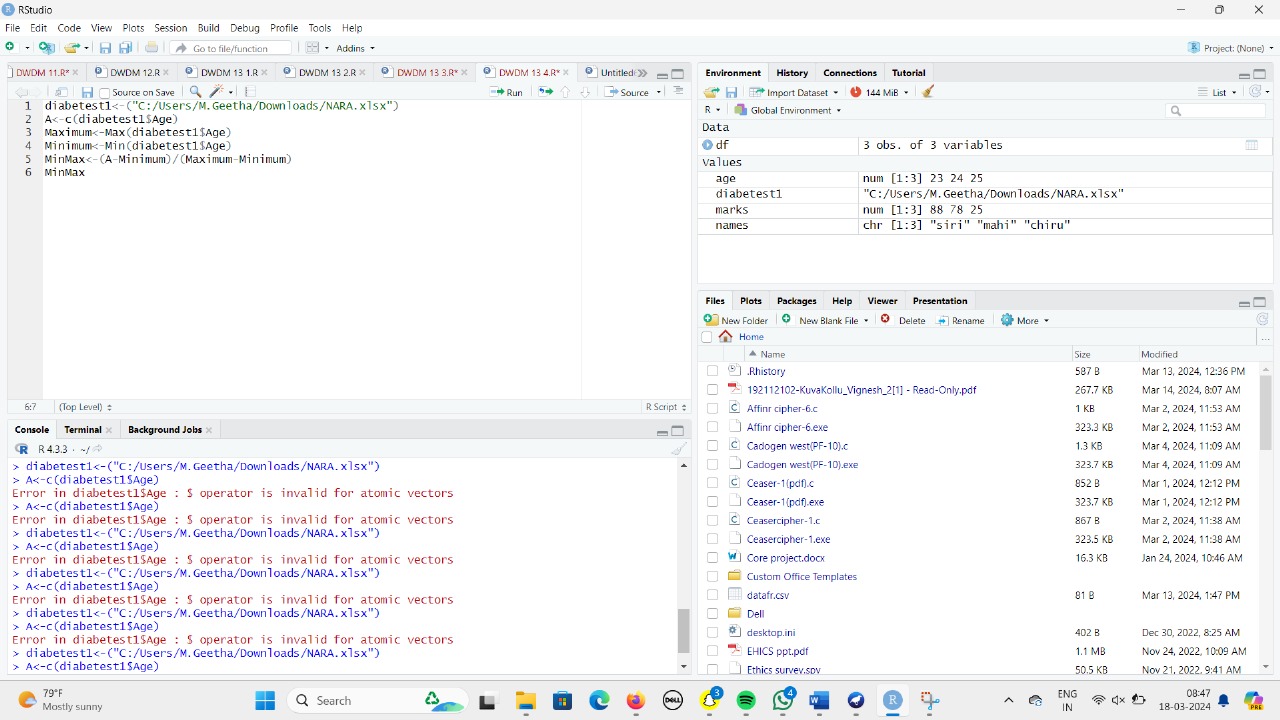 RStudio
File Edit Code View Plots Session Build Debug Profile Tools Help
Go to file/function Addins Project: (None)
DWDM 11.R* DWDM 12.R DWDM 13 1.R DWDM 13 2.R DWDM 13 3.R* DWDM 13 4.R* Untitled
Source on Save Run Source
1 diabetest1<-("C:/Users/M.Geetha/Downloads/NARA.xlsx")
2 A<-c(diabetest1$Age)
3 Maximum<-Max(diabetest1$Age)
4 Minimum<-Min(diabetest1$Age)
5 MinMax<-(A-Minimum)/(Maximum-Minimum)
6 MinMax
6:7 (Top Level) R Script
Console Terminal Background Jobs
R 4.3.3 · ~/
> diabetest1<-("C:/Users/M.Geetha/Downloads/NARA.xlsx")
> A<-c(diabetest1$Age)
Error in diabetest1$Age : $ operator is invalid for atomic vectors
> A<-c(diabetest1$Age)
Error in diabetest1$Age : $ operator is invalid for atomic vectors
> diabetest1<-("C:/Users/M.Geetha/Downloads/NARA.xlsx")
> A<-c(diabetest1$Age)
Error in diabetest1$Age : $ operator is invalid for atomic vectors
> diabetest1<-("C:/Users/M.Geetha/Downloads/NARA.xlsx")
> A<-c(diabetest1$Age)
Error in diabetest1$Age : $ operator is invalid for atomic vectors
> diabetest1<-("C:/Users/M.Geetha/Downloads/NARA.xlsx")
> A<-c(diabetest1$Age)
Error in diabetest1$Age : $ operator is invalid for atomic vectors
> diabetest1<-("C:/Users/M.Geetha/Downloads/NARA.xlsx")
> A<-c(diabetest1$Age)
Environment History Connections Tutorial
Import Dataset 144 MiB List
R Global Environment
Data
df 3 obs. of 3 variables
Values
age num [1:3] 23 24 25
diabetest1 "C:/Users/M.Geetha/Downloads/NARA.xlsx"
marks num [1:3] 88 78 25
names chr [1:3] "siri" "mahi" "chiru"
Files Plots Packages Help Viewer Presentation
New Folder New Blank File Delete Rename More
Home ...
Name Size Modified
.Rhistory 587 B Mar 13, 2024, 12:36 PM
192112102-KuvaKollu_Vignesh_2[1] - Read-Only.pdf 267.7 KB Mar 15, 2024, 8:07 AM
Affinr cipher-6.c 1 KB Mar 2, 2024, 11:53 AM
Affinr cipher-6.exe 323.3 KB Mar 2, 2024, 11:53 AM
Cadogen west(PF-10).c 1.3 KB Mar 4, 2024, 11:09 AM
Cadogen west(PF-10).exe 323.7 KB Mar 4, 2024, 11:09 AM
Ceaser-1(pdf).c 852 B Mar 1, 2024, 12:12 PM
Ceaser-1(pdf).exe 323.7 KB Mar 1, 2024, 12:12 PM
Ceasercipher-1.c 867 B Mar 2, 2024, 11:38 AM
Ceasercipher-1.exe 323.5 KB Mar 2, 2024, 11:38 AM
Core project.docx 16.3 KB Jan 24, 2024, 10:46 AM
Custom Office Templates
datafr.csv 81 B Mar 13, 2024, 1:47 PM
Dell
desktop.ini 402 B Dec 30, 2022, 8:25 AM
EHICS ppt.pdf 1.1 MB Nov 24, 2022, 10:09 AM
Ethics survey.spv 50.5 KB Nov 21, 2022, 9:41 AM
79°F
Mostly sunny
Search
DELL
3
4
ENG
IN
08:47
18-03-2024
PRE